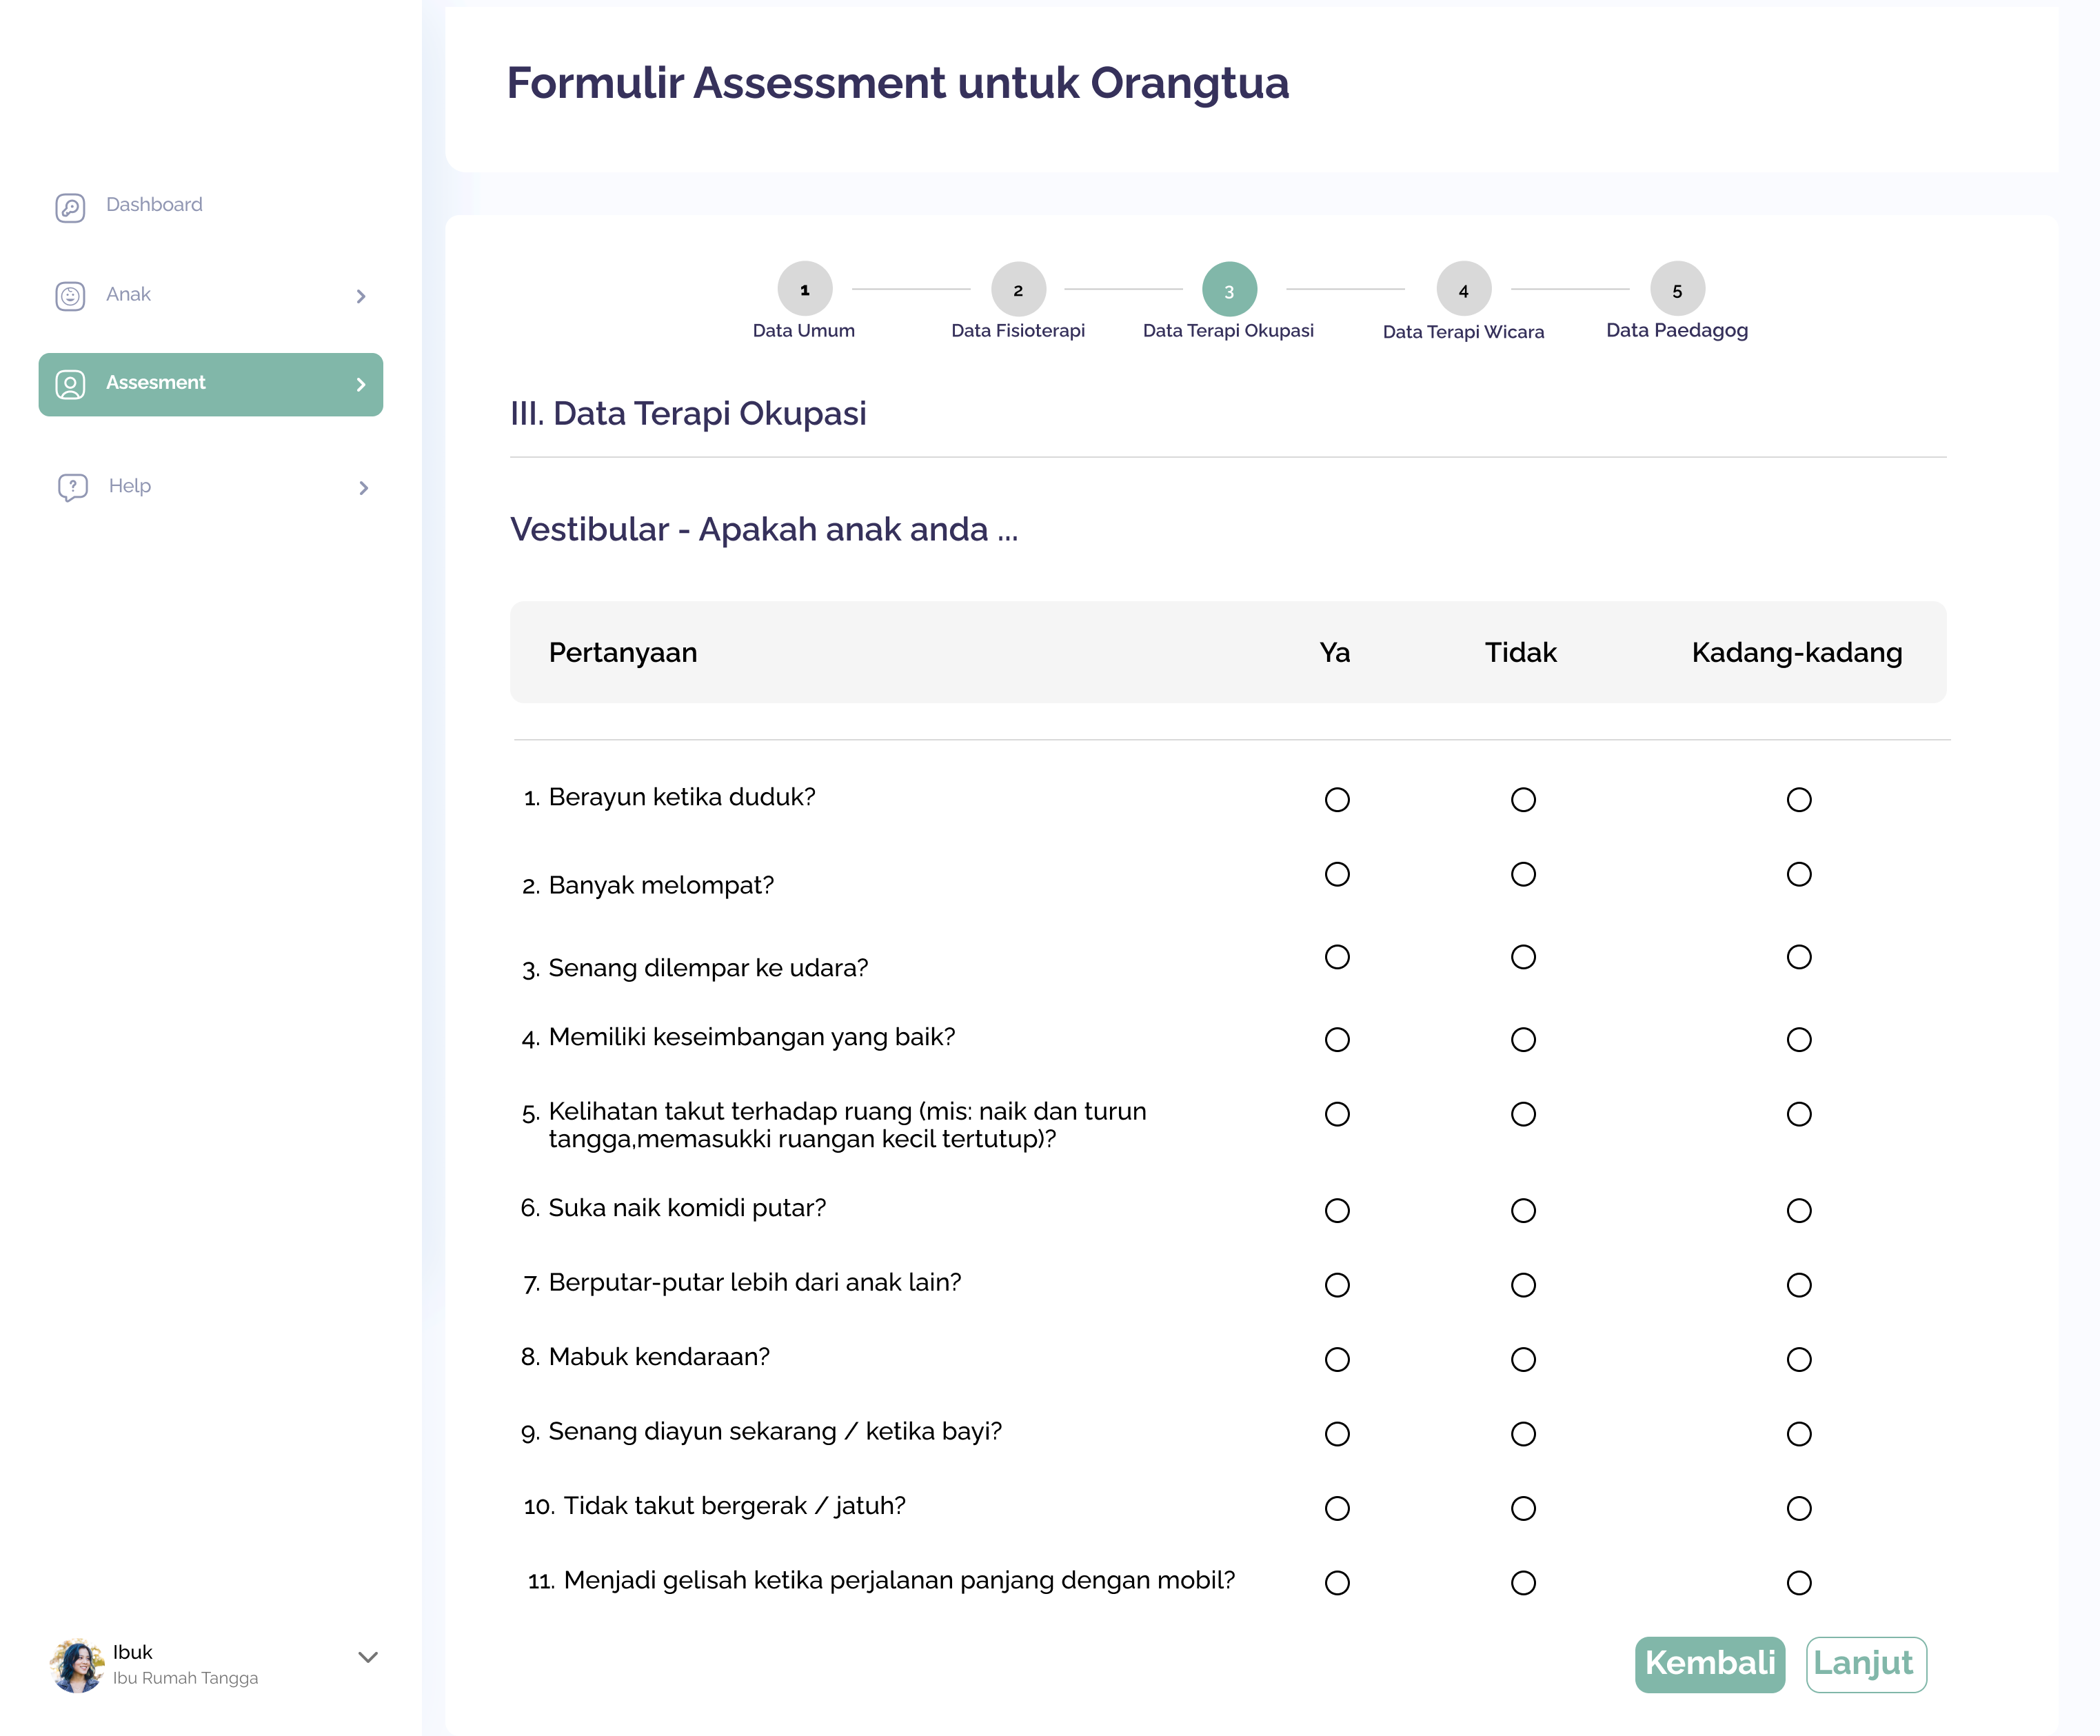 Formulir Assessment untuk Orangtua
Dashboard
Anak
Assesment
Help
1
2
3
4
5
Data Umum
Data Fisioterapi
Data Terapi Okupasi
Data Terapi Wicara
Data Paedagog
III. Data Terapi Okupasi
Vestibular - Apakah anak anda ...
Pertanyaan Ya Tidak Kadang-kadang
1. Berayun ketika duduk?
2. Banyak melompat?
3. Senang dilempar ke udara?
4. Memiliki keseimbangan yang baik?
5. Kelihatan takut terhadap ruang (mis: naik dan turun
tangga,memasukki ruangan kecil tertutup)?
6. Suka naik komidi putar?
7. Berputar-putar lebih dari anak lain?
8. Mabuk kendaraan?
9. Senang diayun sekarang / ketika bayi?
10. Tidak takut bergerak / jatuh?
11. Menjadi gelisah ketika perjalanan panjang dengan mobil?
Ibuk
Ibu Rumah Tangga
Kembali
Lanjut